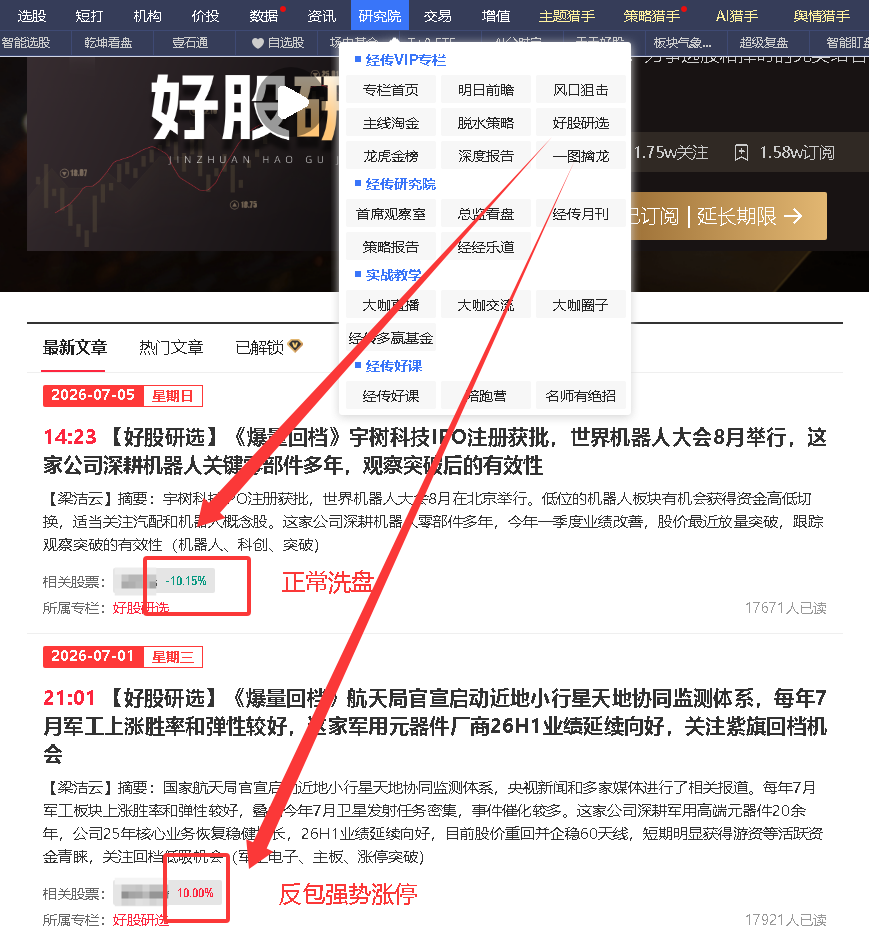 选股 短打 机构 价投 数据 资讯 研究院 交易 增值 主题猎手 策略猎手 AI猎手 舆情猎手
智能选股 乾坤看盘 壹石通 自选股 板块气象... 超级复盘 智能盯盘
经传VIP专栏
好股研
专栏首页 明日前瞻 风口狙击
主线淘金 脱水策略 好股研选
JINZHUAN HAO GU
龙虎金榜 深度报告 一图擒龙
1.75w关注 1.58w订阅
经传研究院
首席观察室 总监看盘 经传月刊
已订阅 | 延长期限 →
策略报告 经经乐道
实战教学
大咖直播 大咖交流 大咖圈子
经传多赢基金
最新文章 热门文章 已解锁
经传好课
经传好课 陪跑营 名师有绝招
2026-07-05 星期日
14:23 【好股研选】《爆量回档》宇树科技IPO注册获批，世界机器人大会8月举行，这
家公司深耕机器人关键零部件多年，观察突破后的有效性
【梁洁云】摘要：宇树科技IPO注册获批，世界机器人大会8月在北京举行。低位的机器人板块有机会获得资金高低切
换，适当关注汽配和机器人概念股。这家公司深耕机器人零部件多年，今年一季度业绩改善，股价最近放量突破，跟踪
观察突破的有效性（机器人、科创、突破）
相关股票： -10.15% 正常洗盘
所属专栏：好股研选 17671人已读
2026-07-01 星期三
21:01 【好股研选】《爆量回档》航天局官宣启动近地小行星天地协同监测体系，每年7
月军工上涨胜率和弹性较好，这家军用元器件厂商26H1业绩延续向好，关注紫旗回档机
会
【梁洁云】摘要：国家航天局官宣启动近地小行星天地协同监测体系，央视新闻和多家媒体进行了相关报道。每年7月
军工板块上涨胜率和弹性较好，叠加今年7月卫星发射任务密集，事件催化较多。这家公司深耕军用高端元器件20余
年，公司25年核心业务恢复稳健增长，26H1业绩延续向好，目前股价重回并企稳60天线，短期明显获得游资等活跃资
金青睐，关注回档低吸机会（军工电子、主板、涨停突破）
相关股票： 10.00% 反包强势涨停
所属专栏：好股研选 17921人已读